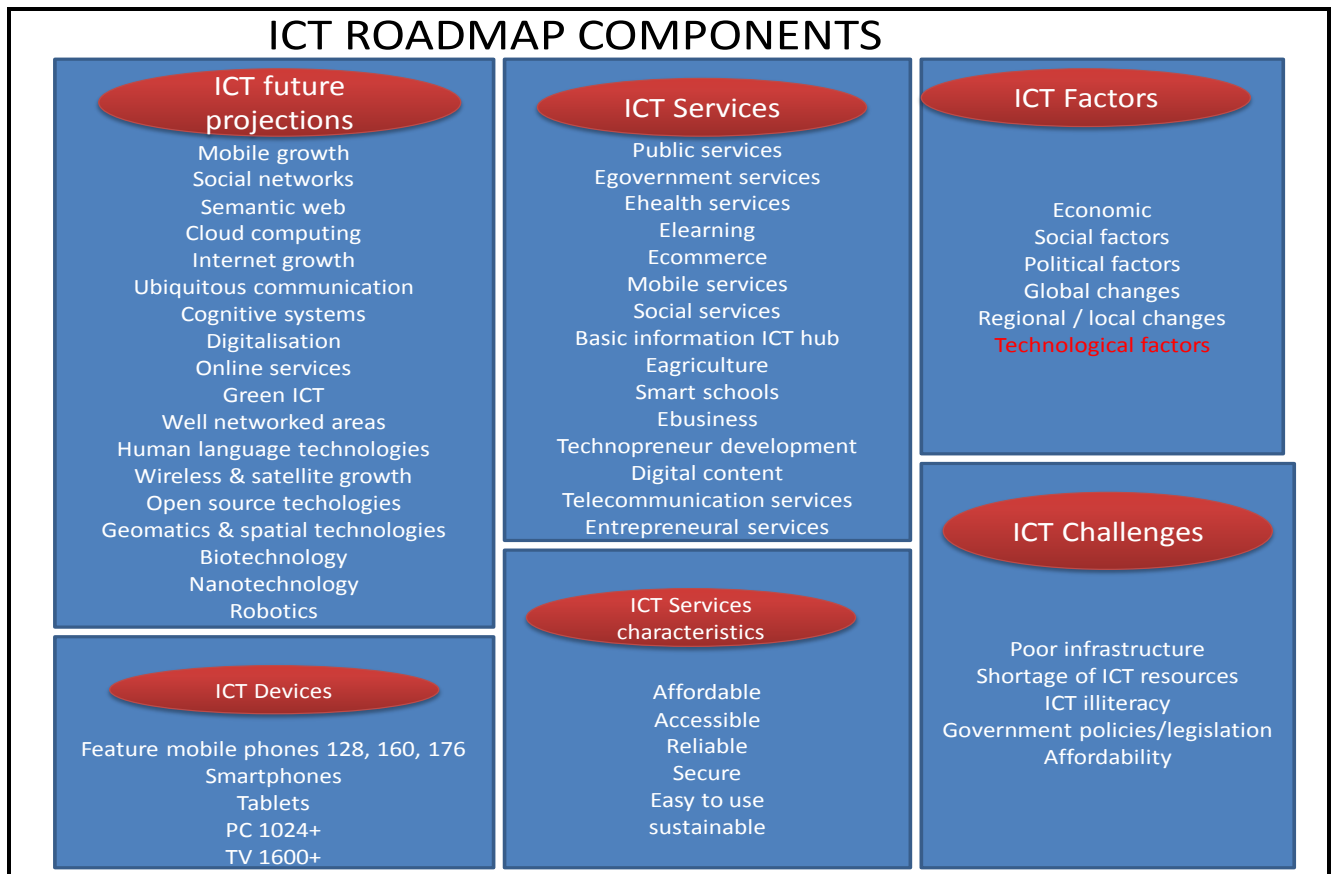 ICT ROADMAP COMPONENTS
ICT future
projections
Mobile growth
Social networks
Semantic web
Cloud computing
Internet growth
Ubiquitous communication
Cognitive systems
Digitalisation
Online services
Green ICT
Well networked areas
Human language technologies
Wireless & satellite growth
Open source techologies
Geomatics & spatial technologies
Biotechnology
Nanotechnology
Robotics
ICT Devices
Feature mobile phones 128, 160, 176
Smartphones
Tablets
PC 1024+
TV 1600+
ICT Services
Public services
Egovernment services
Ehealth services
Elearning
Ecommerce
Mobile services
Social services
Basic information ICT hub
Eagriculture
Smart schools
Ebusiness
Technopreneur development
Digital content
Telecommunication services
Entrepreneural services
ICT Services
characteristics
Affordable
Accessible
Reliable
Secure
Easy to use
sustainable
ICT Factors
Economic
Social factors
Political factors
Global changes
Regional / local changes
Technological factors
ICT Challenges
Poor infrastructure
Shortage of ICT resources
ICT illiteracy
Government policies/legislation
Affordability